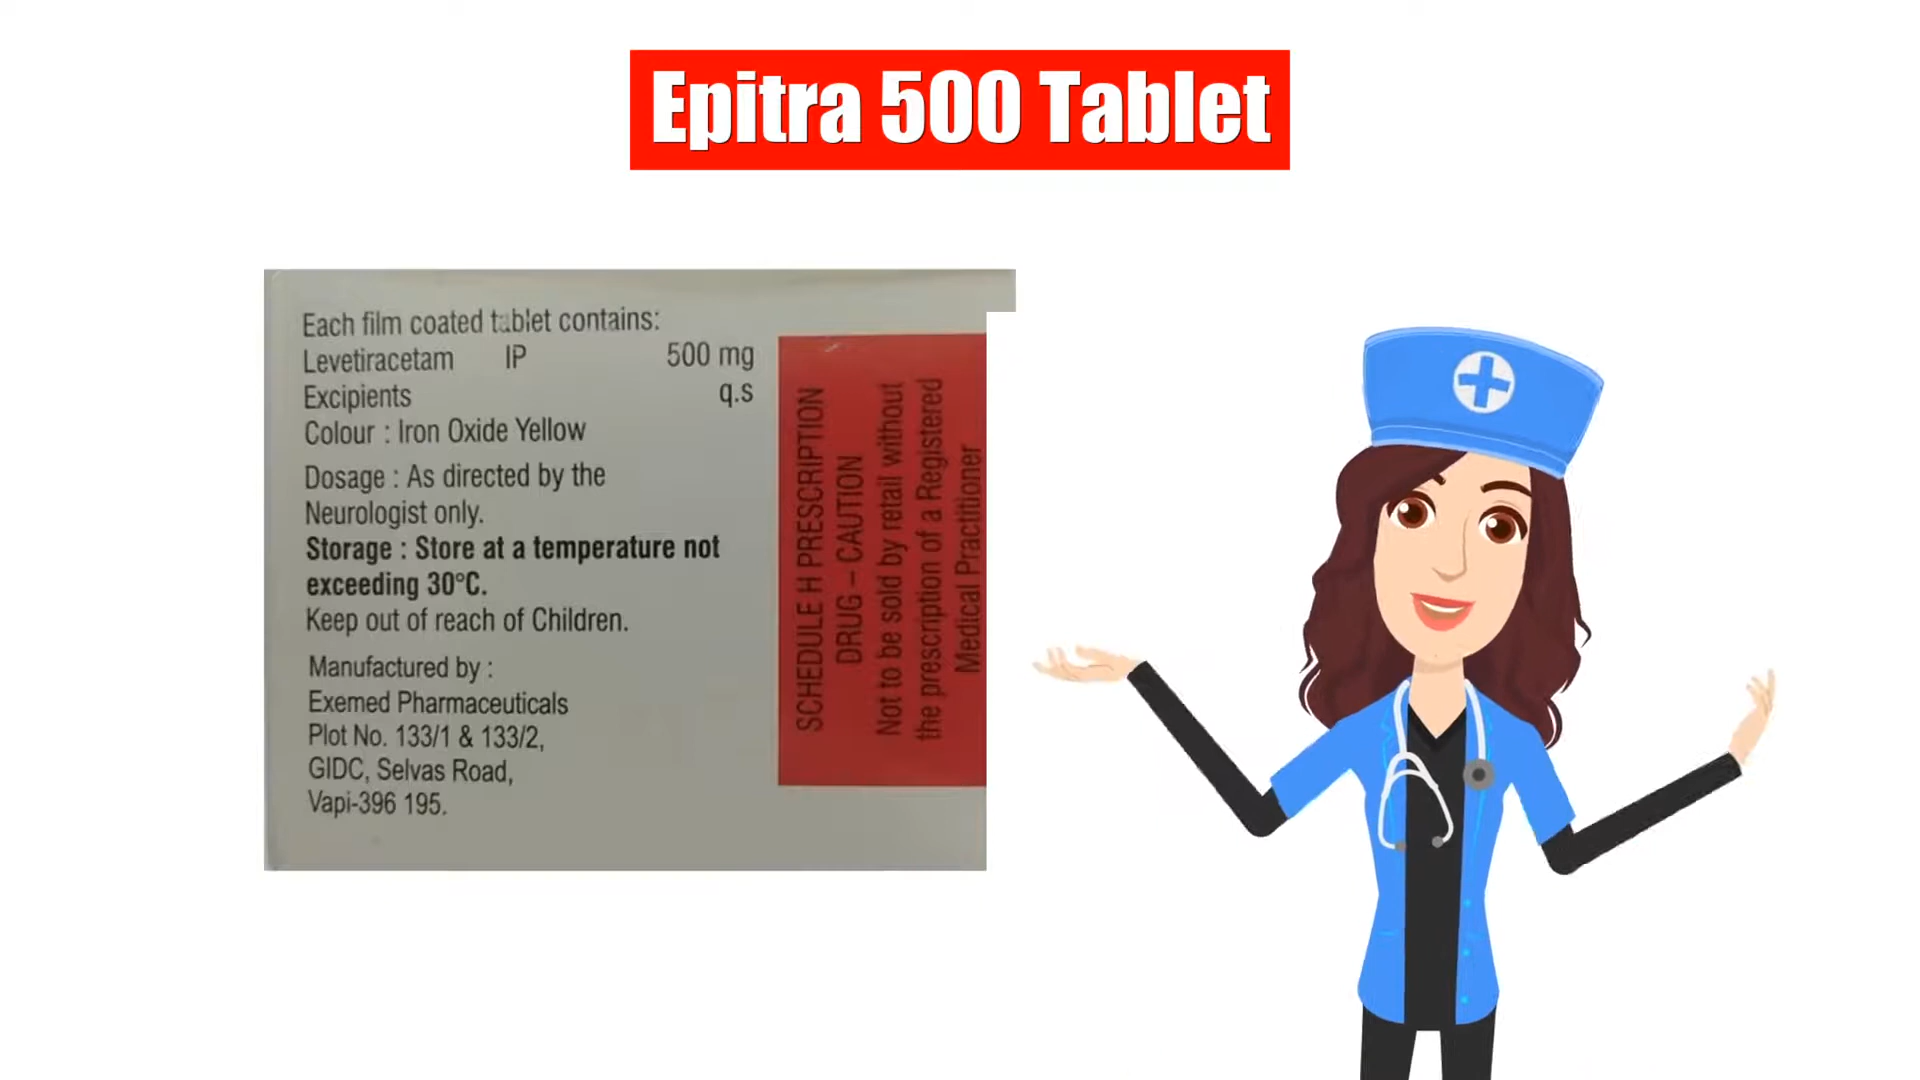 Epitra 500 Tablet
Each film coated tablet contains:
Levetiracetam IP 500 mg
Excipients q.s
Colour : Iron Oxide Yellow
Dosage : As directed by the
Neurologist only.
Storage : Store at a temperature not
exceeding 30°C.
Keep out of reach of Children.
Manufactured by :
Exemed Pharmaceuticals
Plot No. 133/1 & 133/2,
GIDC, Selvas Road,
Vapi-396 195.
SCHEDULE H PRESCRIPTION
DRUG – CAUTION
Not to be sold by retail without
the prescription of a Registered
Medical Practitioner